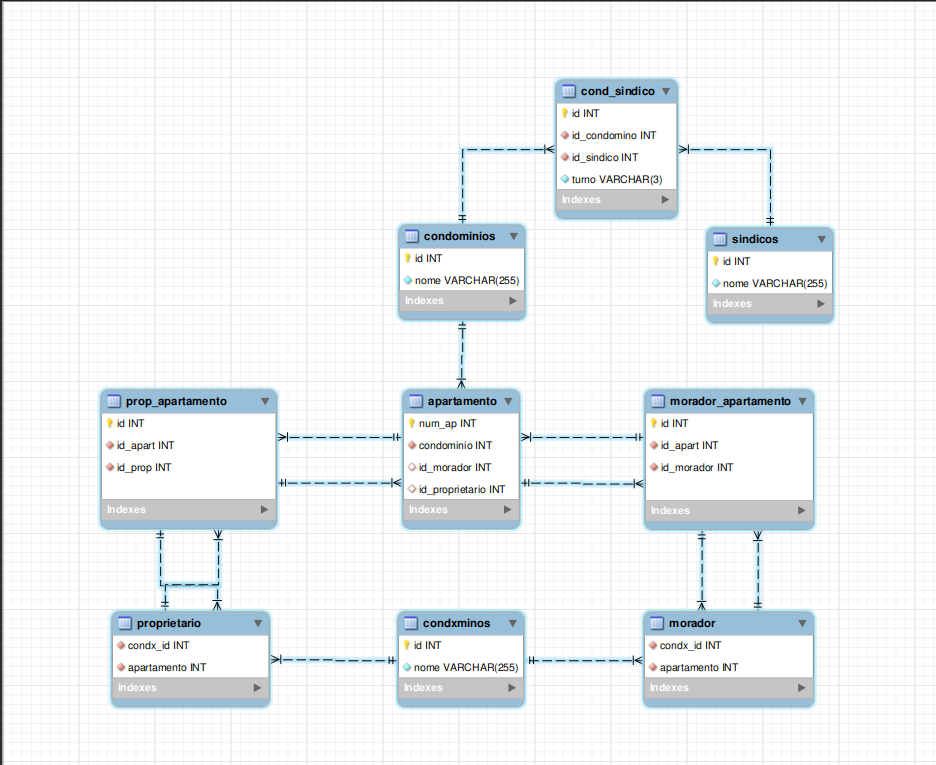 cond_sindico
id INT
id_condomino INT
id_sindico INT
turno VARCHAR(3)
Indexes
condominios
id INT
nome VARCHAR(255)
Indexes
sindicos
id INT
nome VARCHAR(255)
Indexes
prop_apartamento
id INT
id_apart INT
id_prop INT
Indexes
apartamento
num_ap INT
condominio INT
id_morador INT
id_proprietario INT
Indexes
morador_apartamento
id INT
id_apart INT
id_morador INT
Indexes
proprietario
condx_id INT
apartamento INT
Indexes
condxminos
id INT
nome VARCHAR(255)
Indexes
morador
condx_id INT
apartamento INT
Indexes